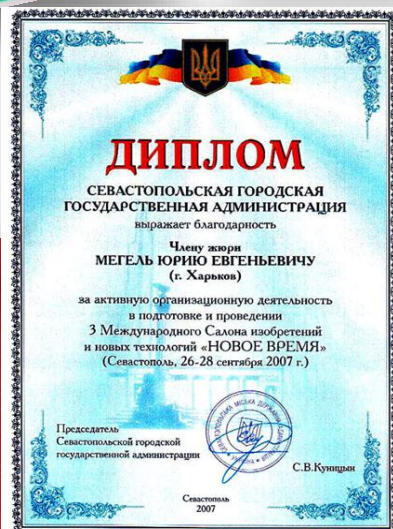 ДИПЛОМ
СЕВАСТОПОЛЬСКАЯ ГОРОДСКАЯ
ГОСУДАРСТВЕННАЯ АДМИНИСТРАЦИЯ
выражает благодарность
Члену жюри
МЕГЕЛЬ ЮРИЮ ЕВГЕНЬЕВИЧУ
(г. Харьков)
за активную организационную деятельность
в подготовке и проведении
3 Международного Салона изобретений
и новых технологий «НОВОЕ ВРЕМЯ»
(Севастополь, 26-28 сентября 2007 г.)
Председатель
Севастопольской городской
государственной администрации
С.В.Куницын
Севастополь
2007